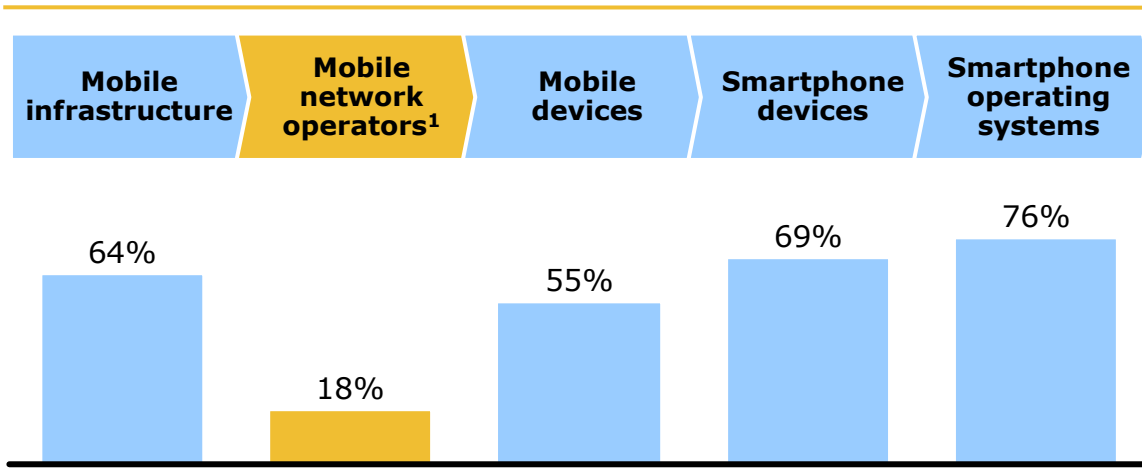 Mobile
infrastructure
Mobile
network
operators¹
Mobile
devices
Smartphone
devices
Smartphone
operating
systems
64%
18%
55%
69%
76%